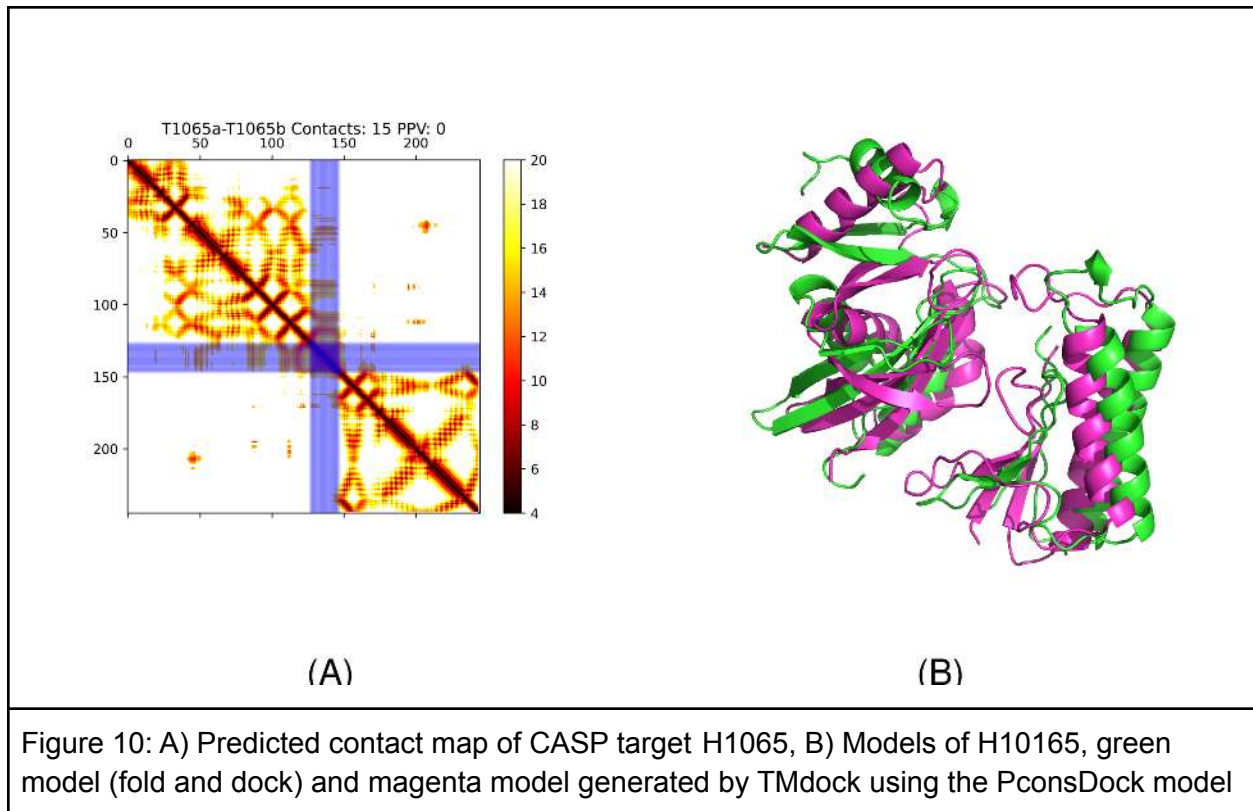 T1065a-T1065b Contacts: 15 PPV: 0
0 50 100 150 200
0
50
100
150
200
20
18
16
14
12
10
8
6
4
(A)
(B)
Figure 10: A) Predicted contact map of CASP target H1065, B) Models of H10165, green
model (fold and dock) and magenta model generated by TMdock using the PconsDock model